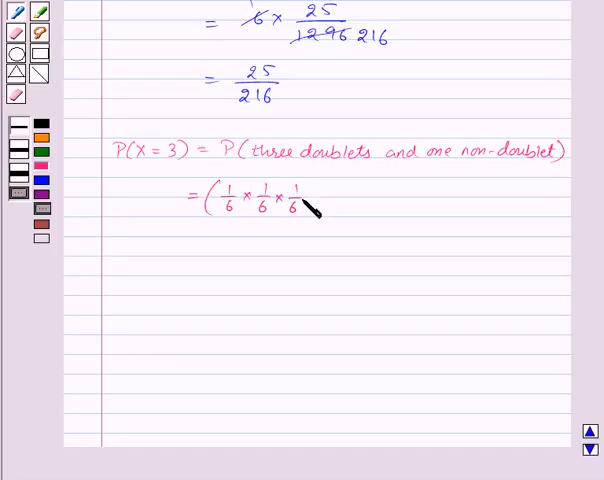 = 1/6 × 25/1296 216
= 25/216
P(X = 3) = P(three doublets and one non-doublet)
= (1/6 × 1/6 × 1/6